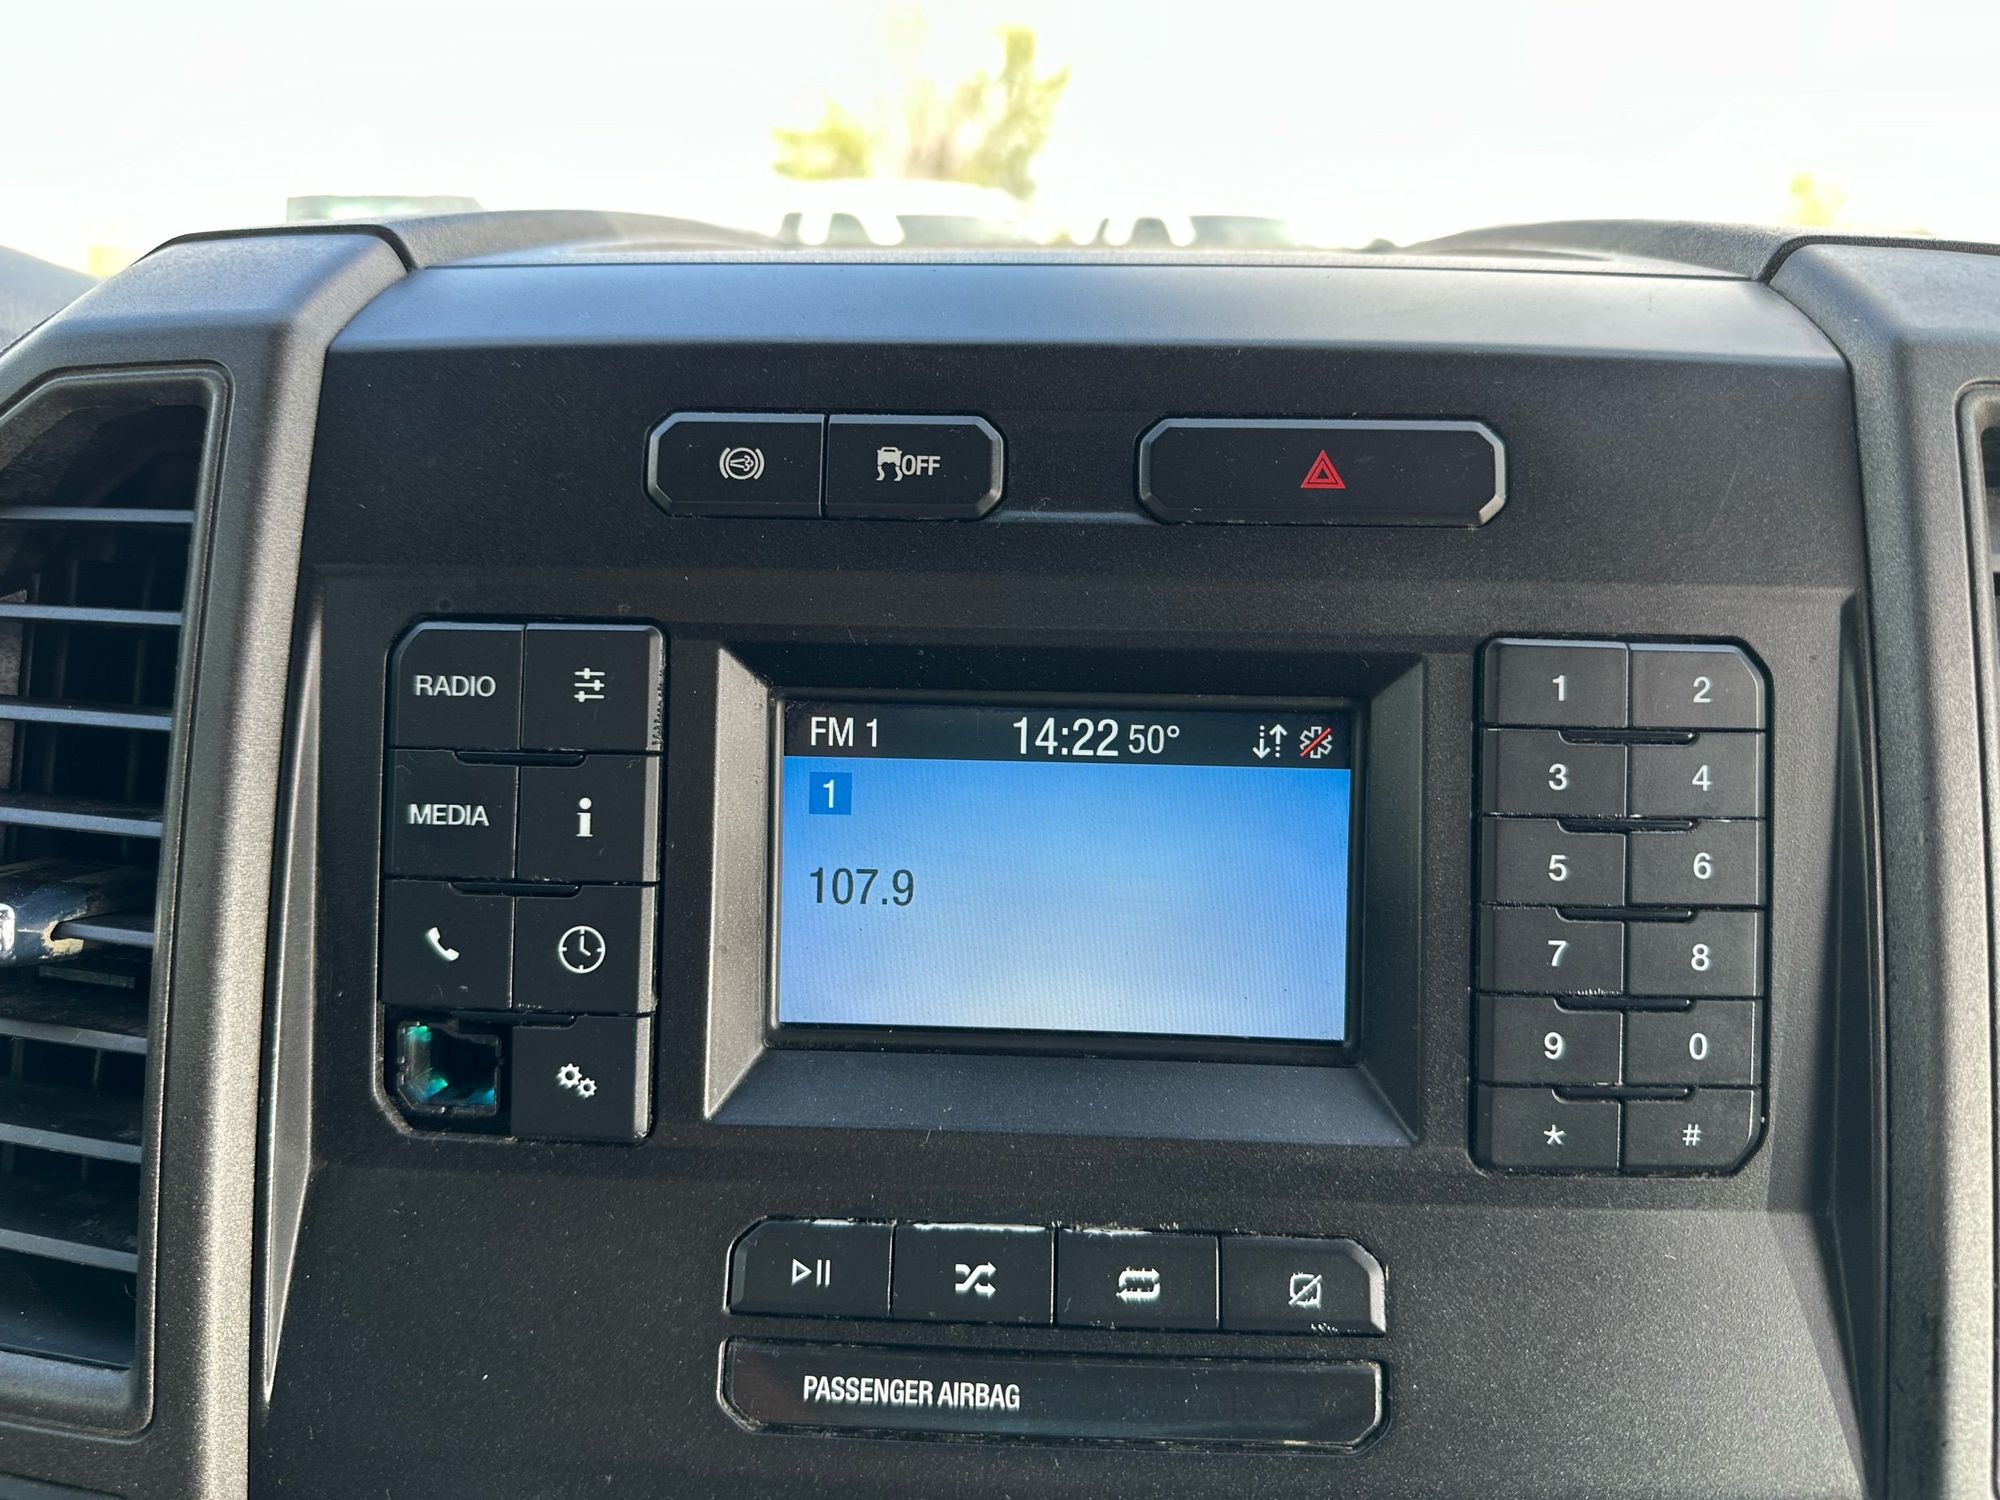 OFF
RADIO
MEDIA
FM 1 14:22 50°
1
107.9
1 2
3 4
5 6
7 8
9 0
* #
PASSENGER AIRBAG